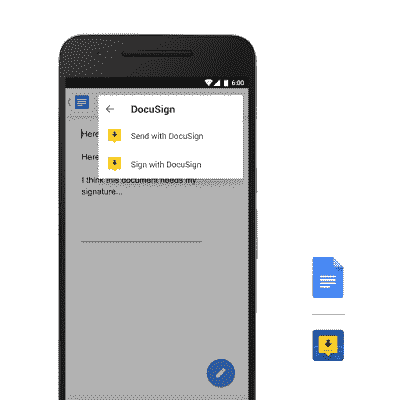 6:00
DocuSign
Here
Send with DocuSign
Here
Sign with DocuSign
I think this document needs my
signature...